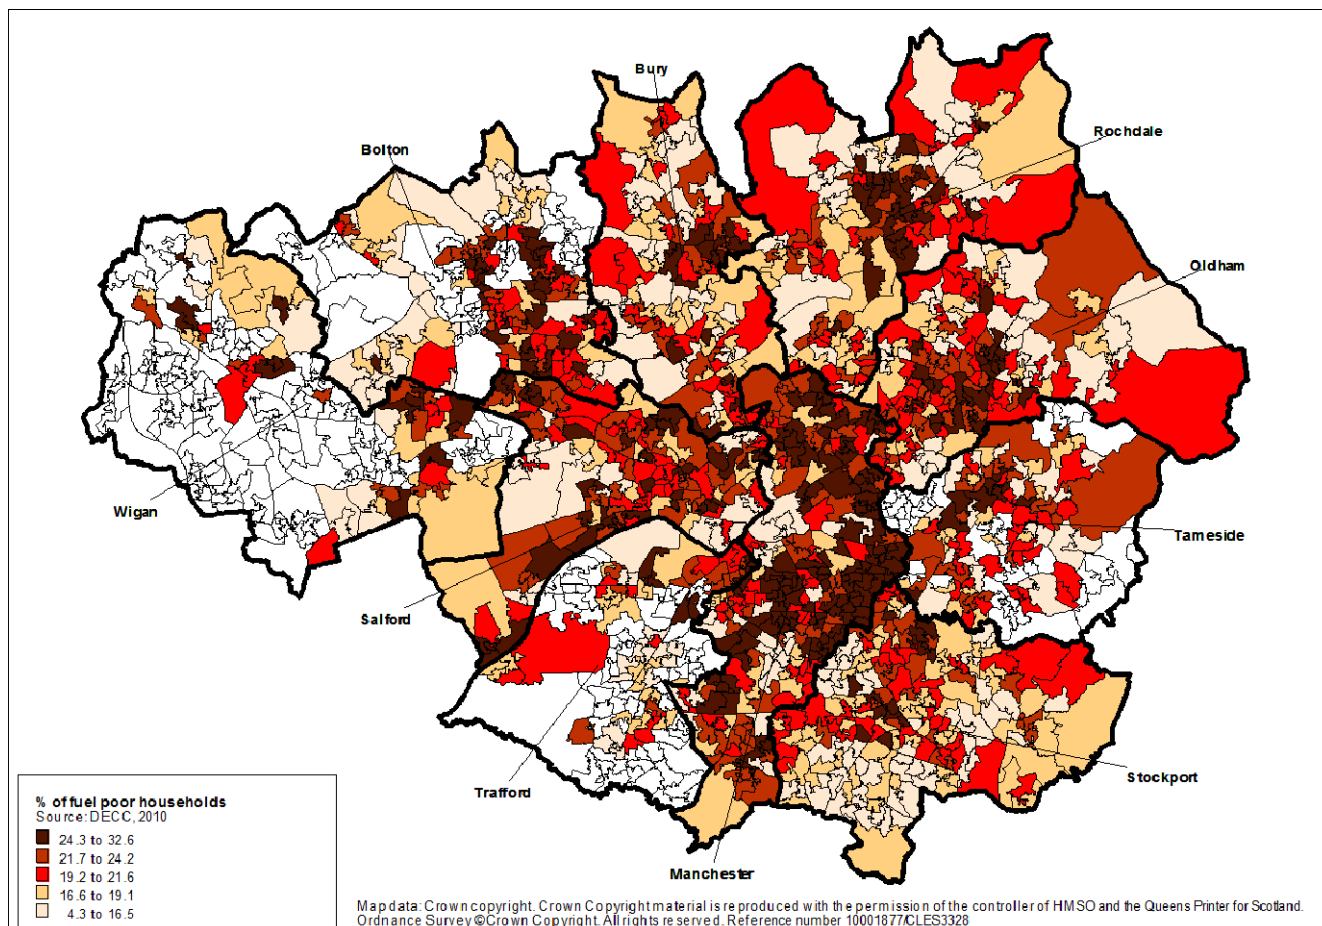 Bury
Rochdale
Bolton
Oldham
Wigan
Tameside
Salford
Stockport
Trafford
Manchester
% of fuel poor households
Source: DECC, 2010
24.3 to 32.6
21.7 to 24.2
19.2 to 21.6
16.6 to 19.1
4.3 to 16.5
Map data: Crown copyright. Crown Copyright material is reproduced with the permission of the controller of HMSO and the Queens Printer for Scotland.
Ordnance Survey © Crown Copyright. All rights reserved. Reference number 10001877/CLES3328